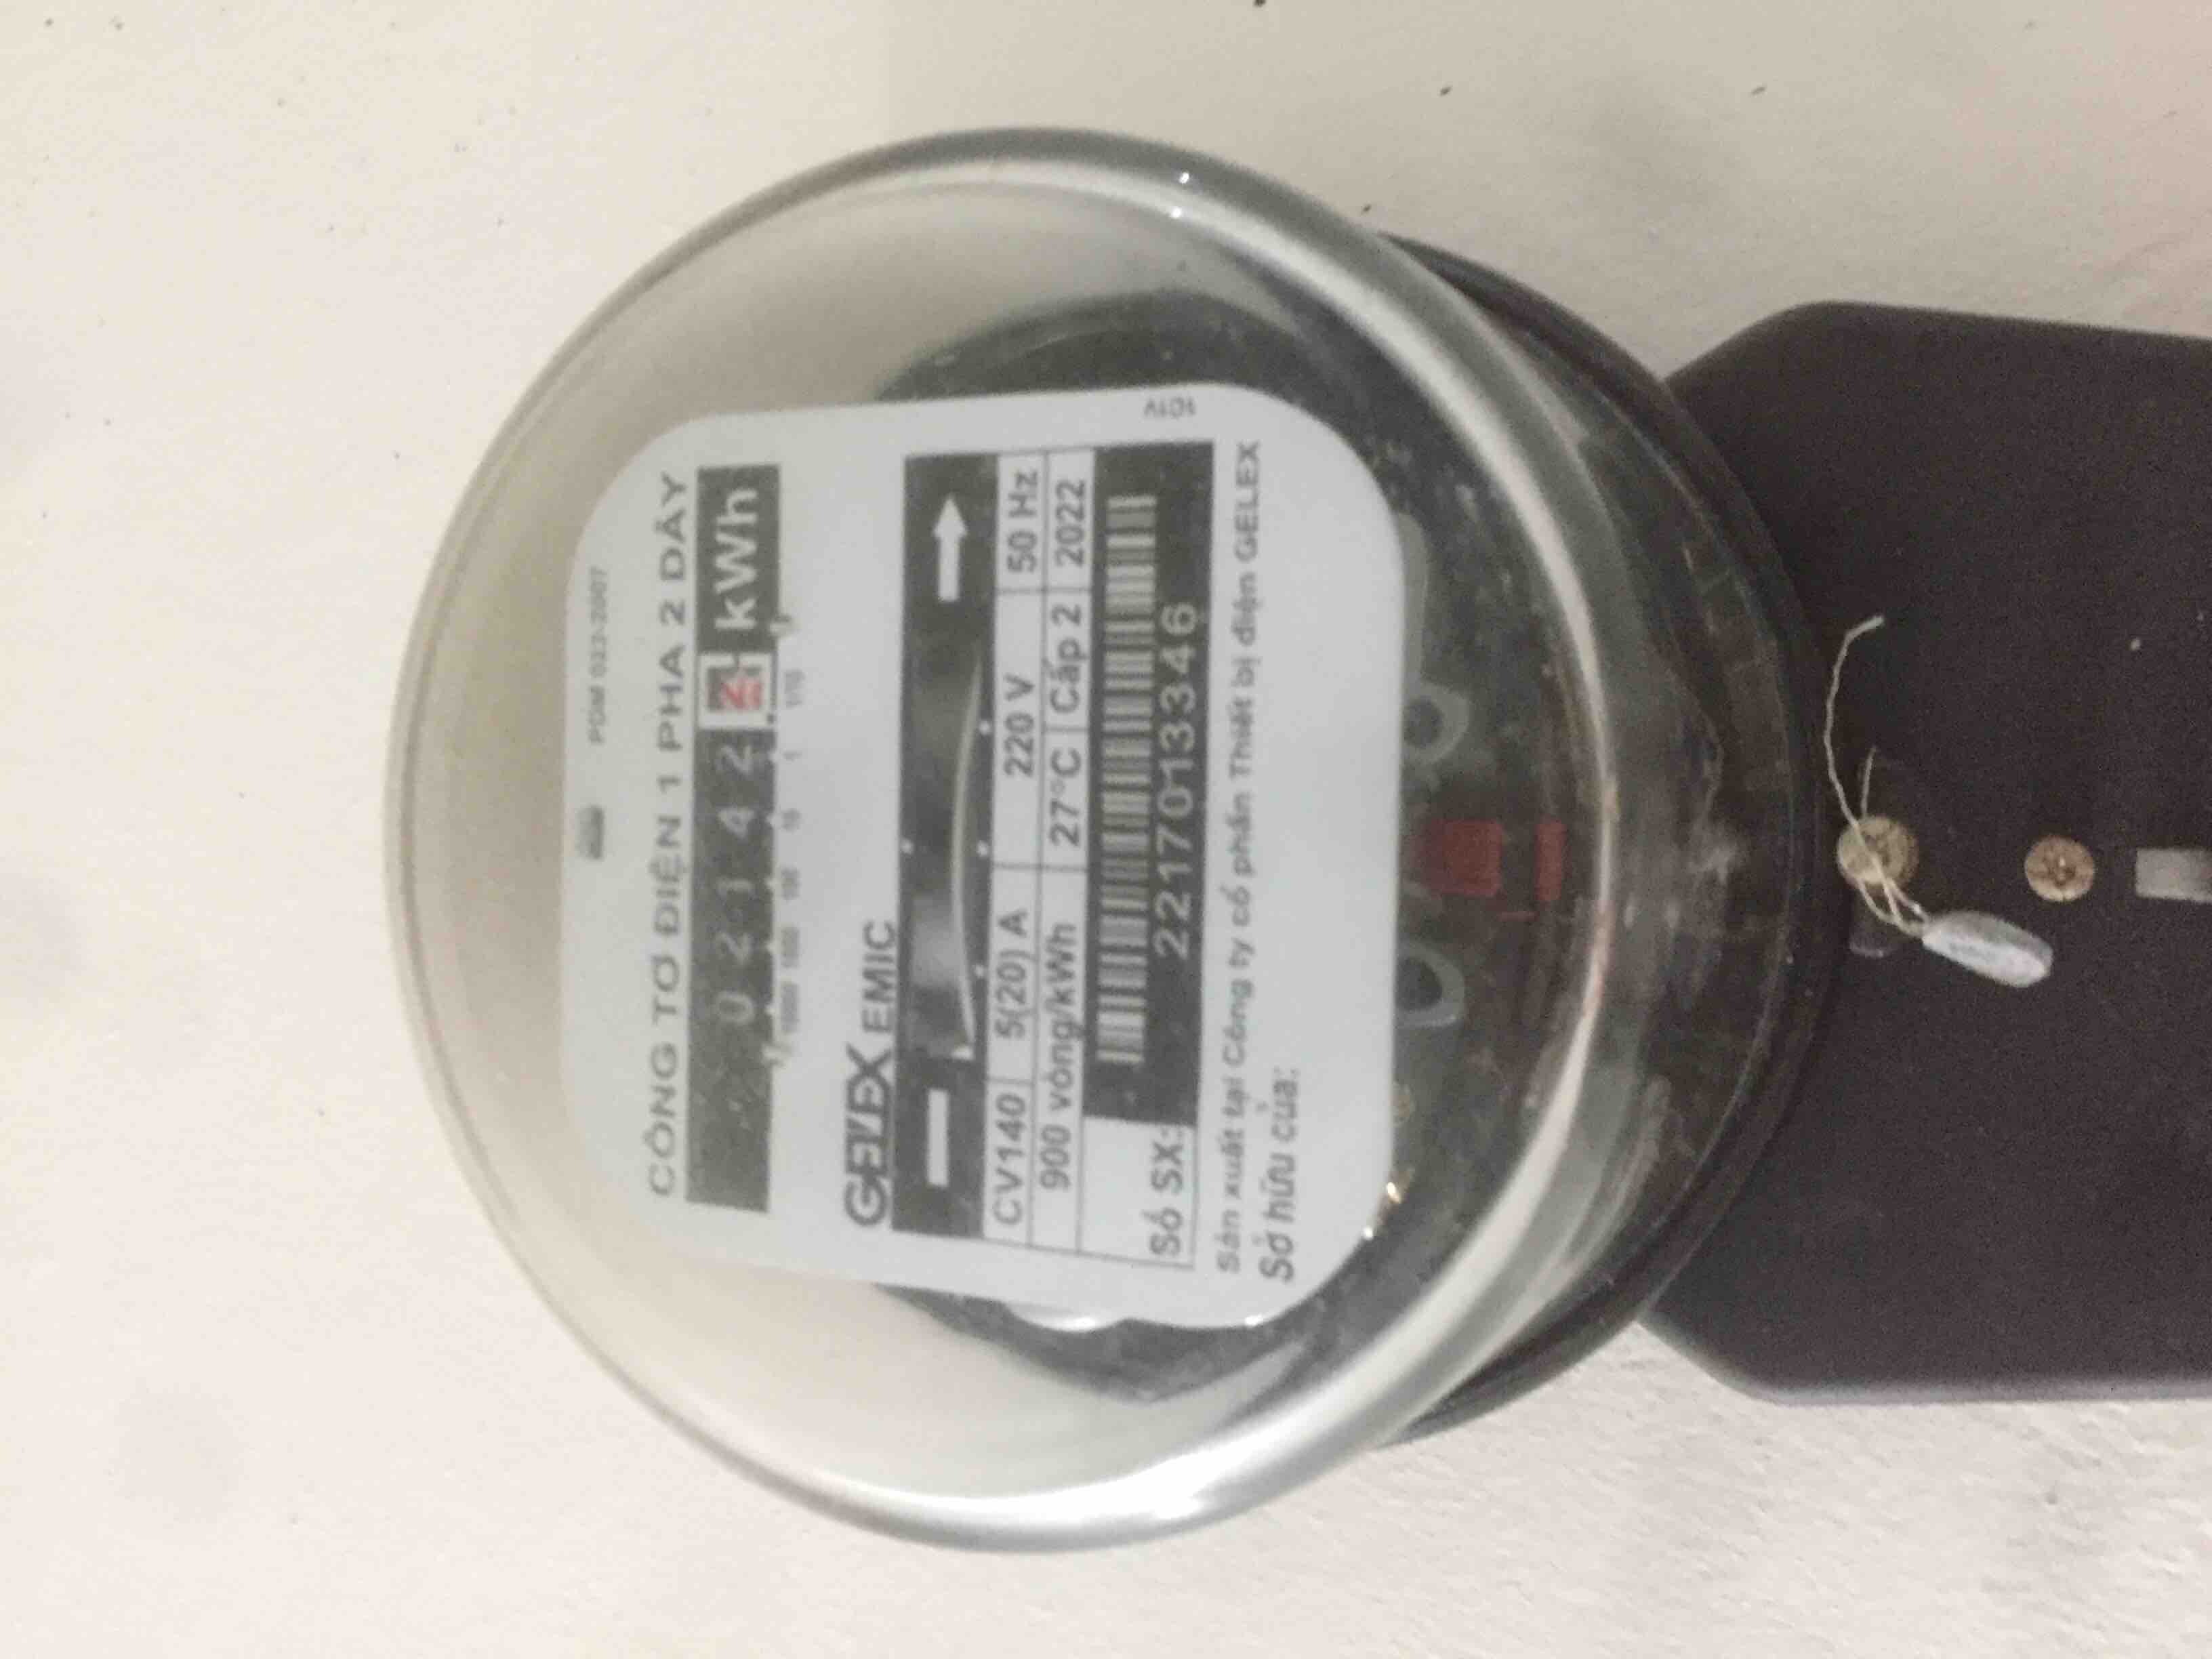 PDM 033-2007
CÔNG TƠ ĐIỆN 1 PHA 2 DÂY
0 2 1 4 2 2 kWh
1000 100 10 1 1/10
GELEX EMIC
CV140 5(20) A 220 V 50 Hz
900 vòng/kWh 27°C Cấp 2 2022
Số SX: 2217013346
Sản xuất tại Công ty cổ phần Thiết bị điện GELEX
Sở hữu của: